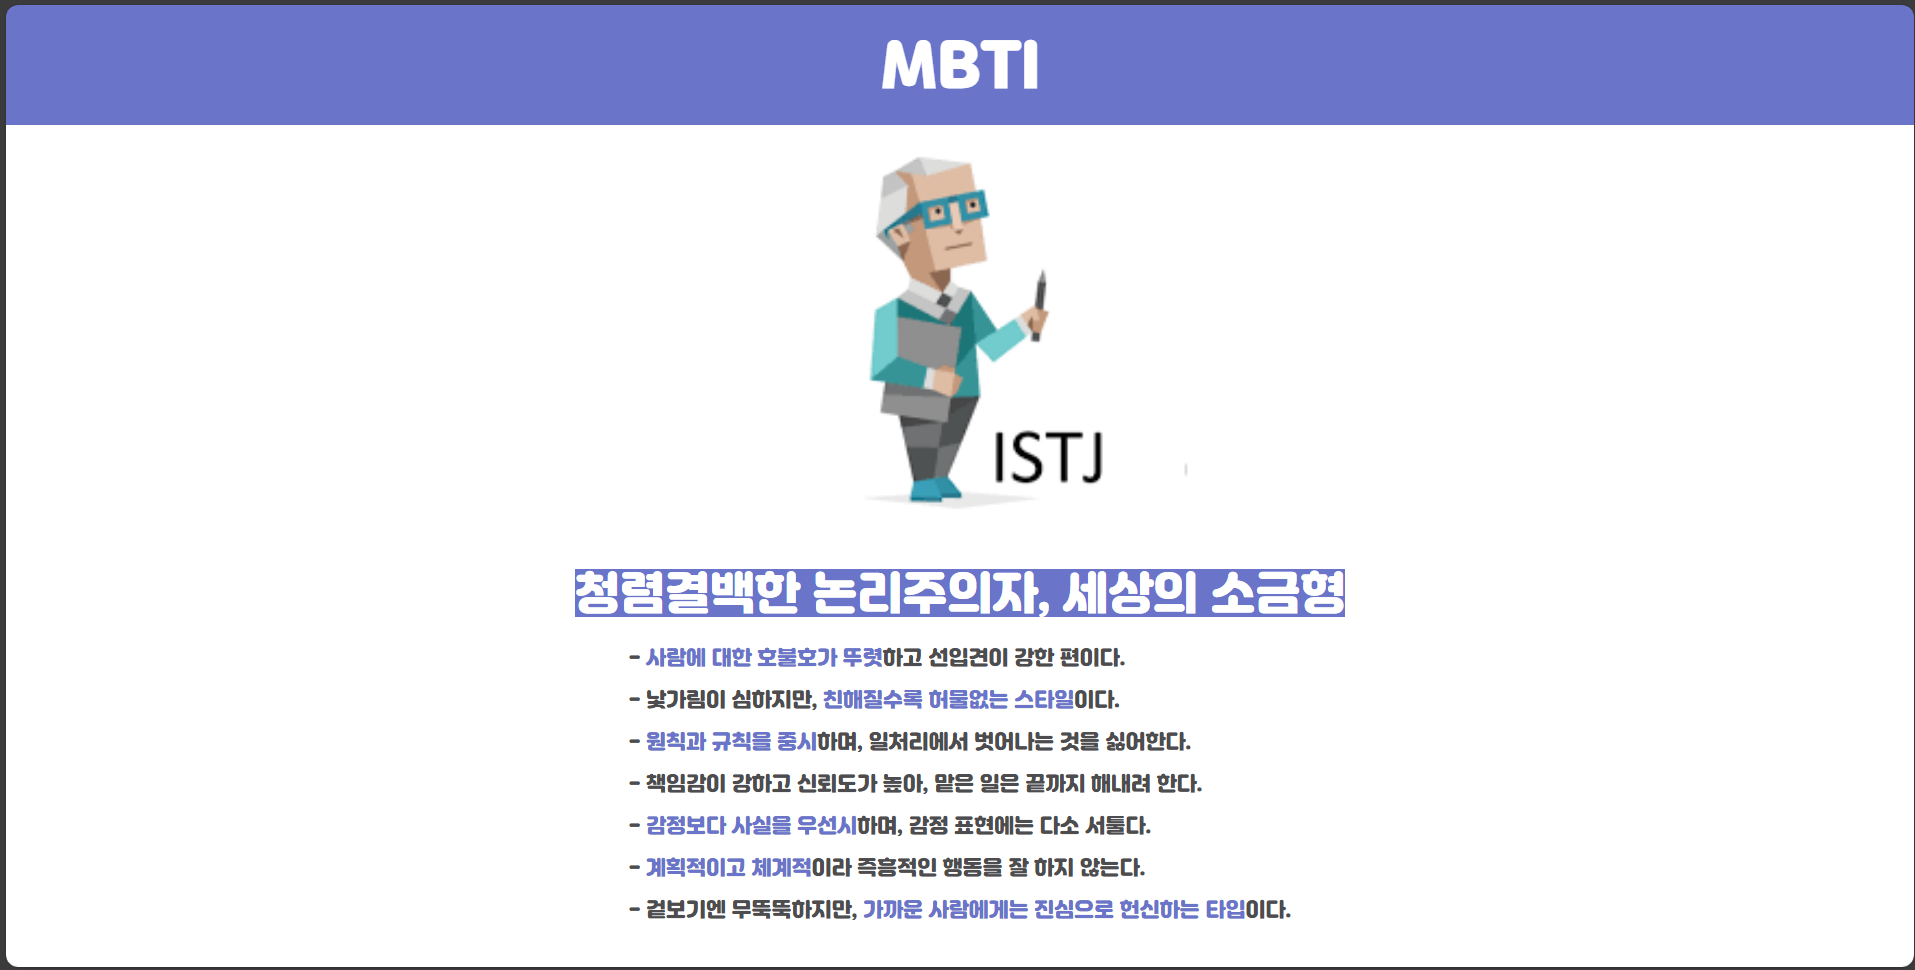 MBTI
ISTJ
청렴결백한 논리주의자, 세상의 소금형
- 사람에 대한 호불호가 뚜렷하고 선입견이 강한 편이다.
- 낯가림이 심하지만, 친해질수록 허물없는 스타일이다.
- 원칙과 규칙을 중시하며, 일처리에서 벗어나는 것을 싫어한다.
- 책임감이 강하고 신뢰도가 높아, 맡은 일은 끝까지 해내려 한다.
- 감정보다 사실을 우선시하며, 감정 표현에는 다소 서툴다.
- 계획적이고 체계적이라 즉흥적인 행동을 잘 하지 않는다.
- 겉보기엔 무뚝뚝하지만, 가까운 사람에게는 진심으로 헌신하는 타입이다.